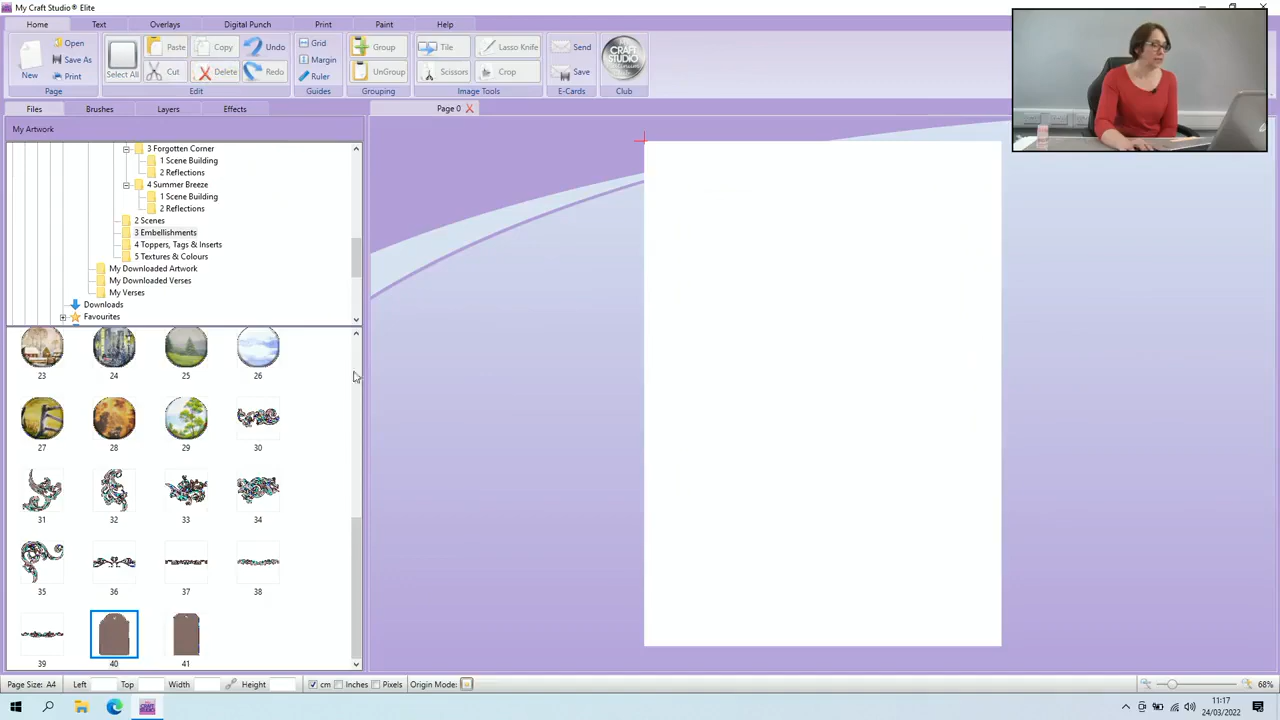 My Craft Studio® Elite
Home Text Overlays Digital Punch Print Paint Help
New Open Save As Print
Select All Paste Copy Undo
Cut Delete Redo
Grid Margin Ruler
Group UnGroup
Tile Lasso Knife
Scissors Crop
Send Save
CRAFT STUDIO
Page Edit Guides Grouping Image Tools E-Cards Club
Files Brushes Layers Effects Page 0
My Artwork
3 Forgotten Corner
1 Scene Building
2 Reflections
4 Summer Breeze
1 Scene Building
2 Reflections
2 Scenes
3 Embellishments
4 Toppers, Tags & Inserts
5 Textures & Colours
My Downloaded Artwork
My Downloaded Verses
My Verses
Downloads
Favourites
23 24 25 26
27 28 29 30
31 32 33 34
35 36 37 38
39 40 41
Page Size: A4 Left Top Width Height cm Inches Pixels Origin Mode: 68%
11:17
24/03/2022